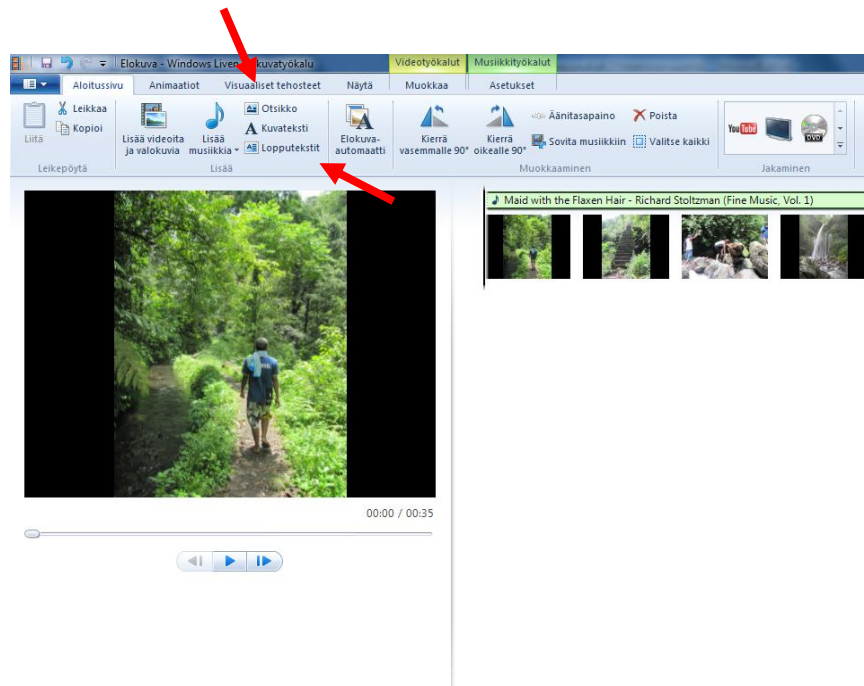 Elokuva - Windows Live
kuvatyökalu
Videotyökalut
Musiikkityökalut
Aloitussivu
Animaatiot
Visuaaliset tehosteet
Näytä
Muokkaa
Asetukset
Liitä
Leikkaa
Kopioi
Leikepöytä
Lisää videoita
ja valokuvia
Lisää
musiikkia
Otsikko
Kuvateksti
Lopputekstit
Lisää
Elokuva-
automaatti
Kierrä
vasemmalle 90°
Kierrä
oikealle 90°
Äänitasapaino
Sovita musiikkiin
Poista
Valitse kaikki
Muokkaaminen
YouTube
DVD
Jakaminen
Maid with the Flaxen Hair - Richard Stoltzman (Fine Music, Vol. 1)
00:00 / 00:35